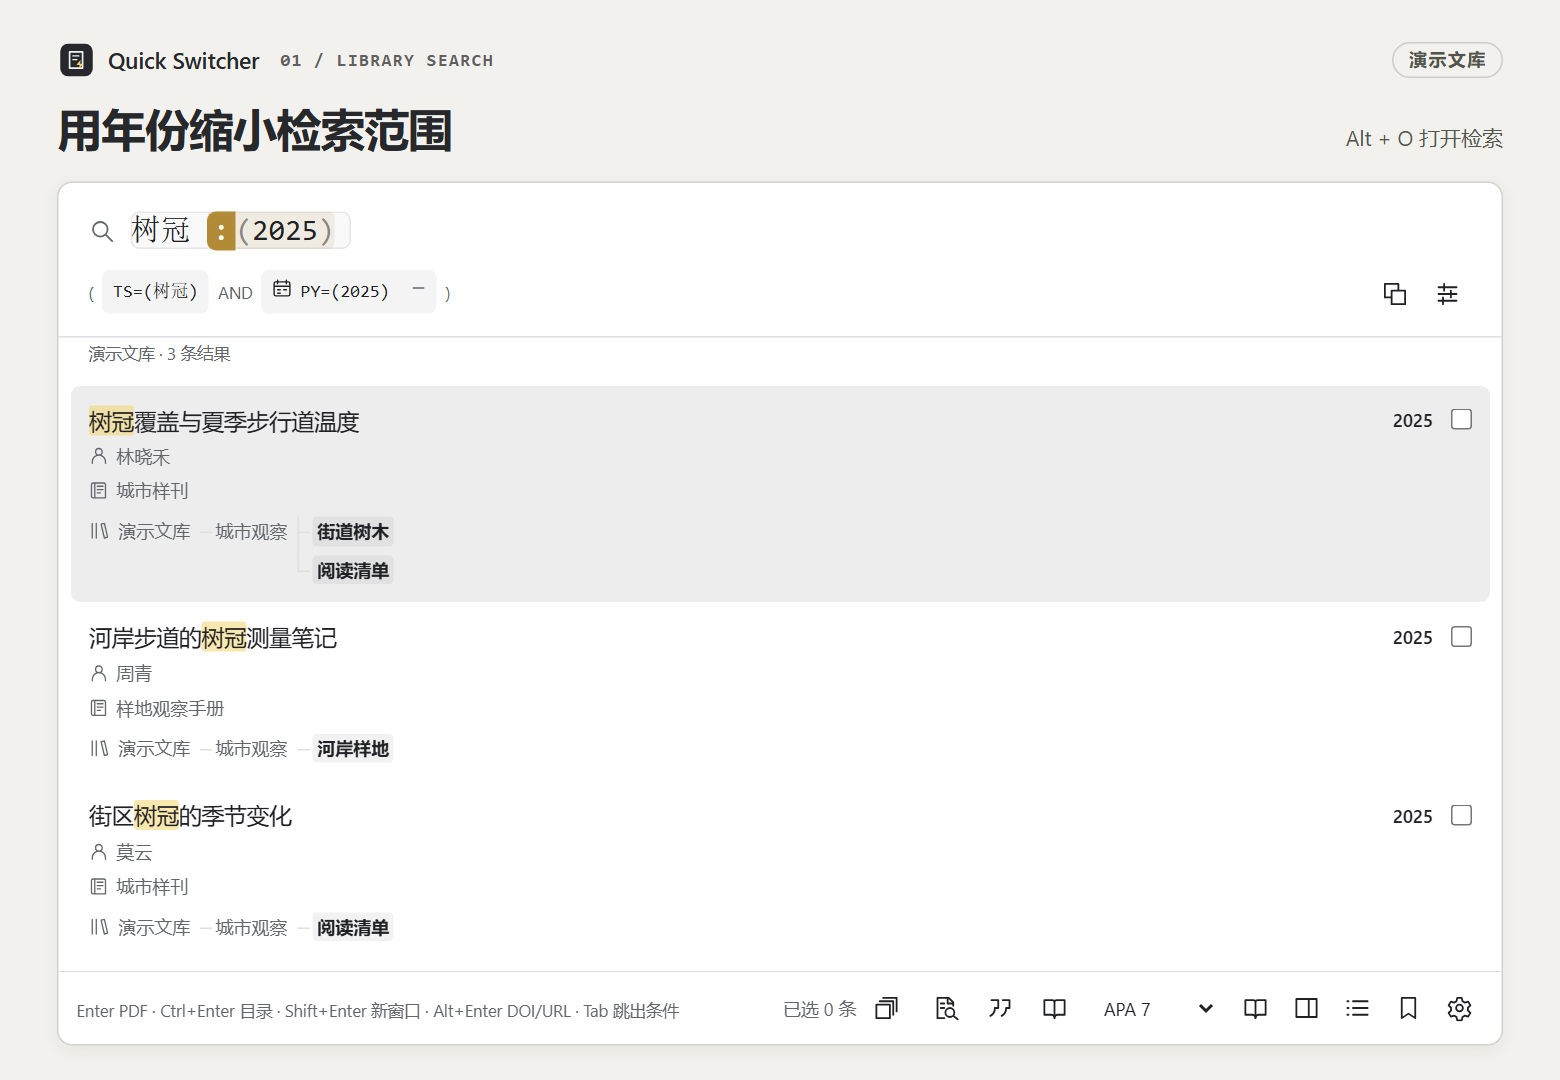 Quick Switcher 01 / LIBRARY SEARCH
演示文库
用年份缩小检索范围
Alt + O 打开检索
树冠 :(2025)
( TS=(树冠) AND PY=(2025) — )
演示文库 · 3 条结果
树冠覆盖与夏季步行道温度 2025
林晓禾
城市样刊
演示文库 — 城市观察 — 街道树木
阅读清单
河岸步道的树冠测量笔记 2025
周青
样地观察手册
演示文库 — 城市观察 — 河岸样地
街区树冠的季节变化 2025
莫云
城市样刊
演示文库 — 城市观察 — 阅读清单
Enter PDF · Ctrl+Enter 目录 · Shift+Enter 新窗口 · Alt+Enter DOI/URL · Tab 跳出条件
已选 0 条 APA 7